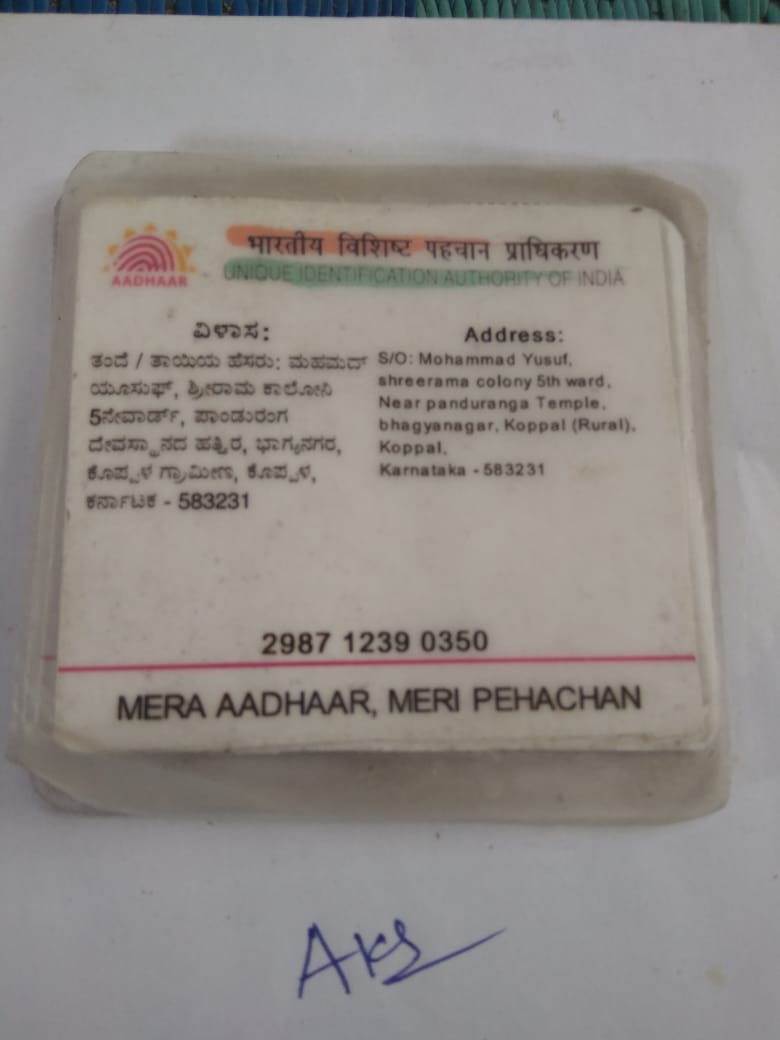 भारतीय विशिष्ट पहचान प्राधिकरण
AADHAAR
UNIQUE IDENTIFICATION AUTHORITY OF INDIA
ವಿಳಾಸ:
ತಂದೆ / ತಾಯಿಯ ಹೆಸರು: ಮಹಮದ್
ಯೂಸುಫ್, ಶ್ರೀರಾಮ ಕಾಲೋನಿ
5ನೇವಾರ್ಡ್, ಪಾಂಡುರಂಗ
ದೇವಸ್ಥಾನದ ಹತ್ತಿರ, ಭಾಗ್ಯನಗರ,
ಕೊಪ್ಪಳ ಗ್ರಾಮೀಣ, ಕೊಪ್ಪಳ,
ಕರ್ನಾಟಕ - 583231
Address:
S/O: Mohammad Yusuf,
shreerama colony 5th ward,
Near panduranga Temple,
bhagyanagar, Koppal (Rural),
Koppal,
Karnataka - 583231
2987 1239 0350
MERA AADHAAR, MERI PEHACHAN